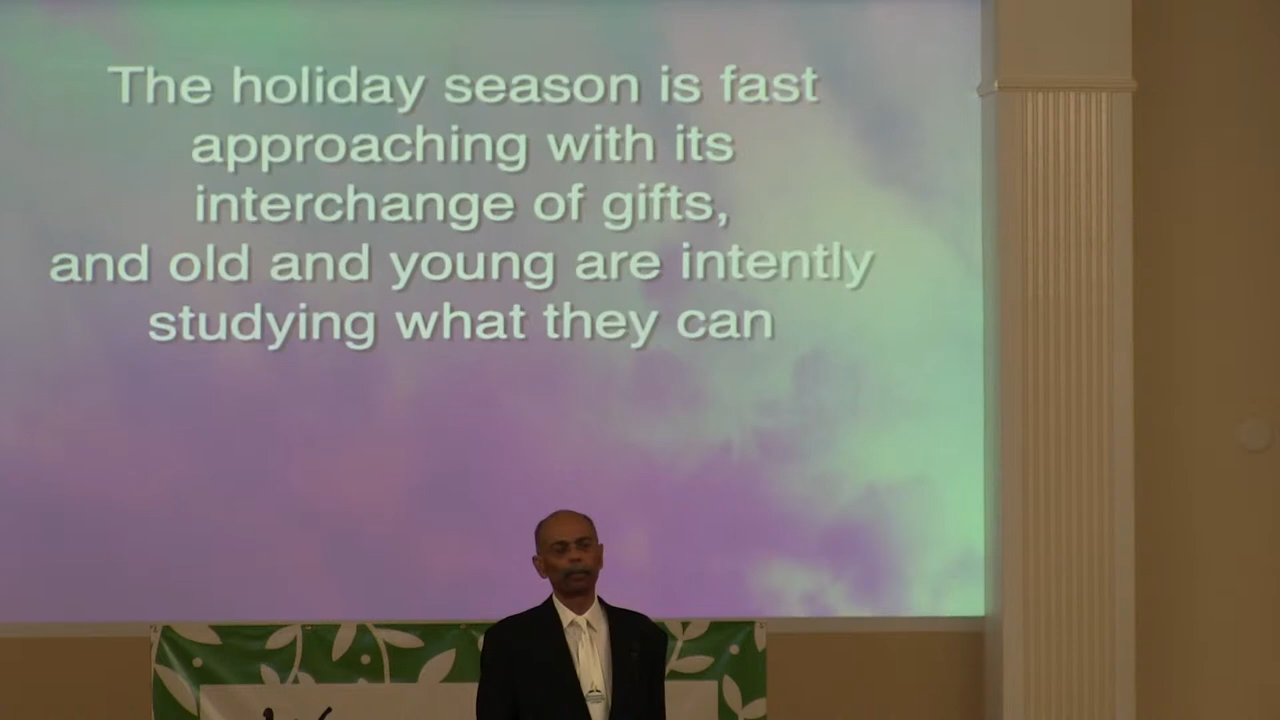 The holiday season is fast
approaching with its
interchange of gifts,
and old and young are intently
studying what they can